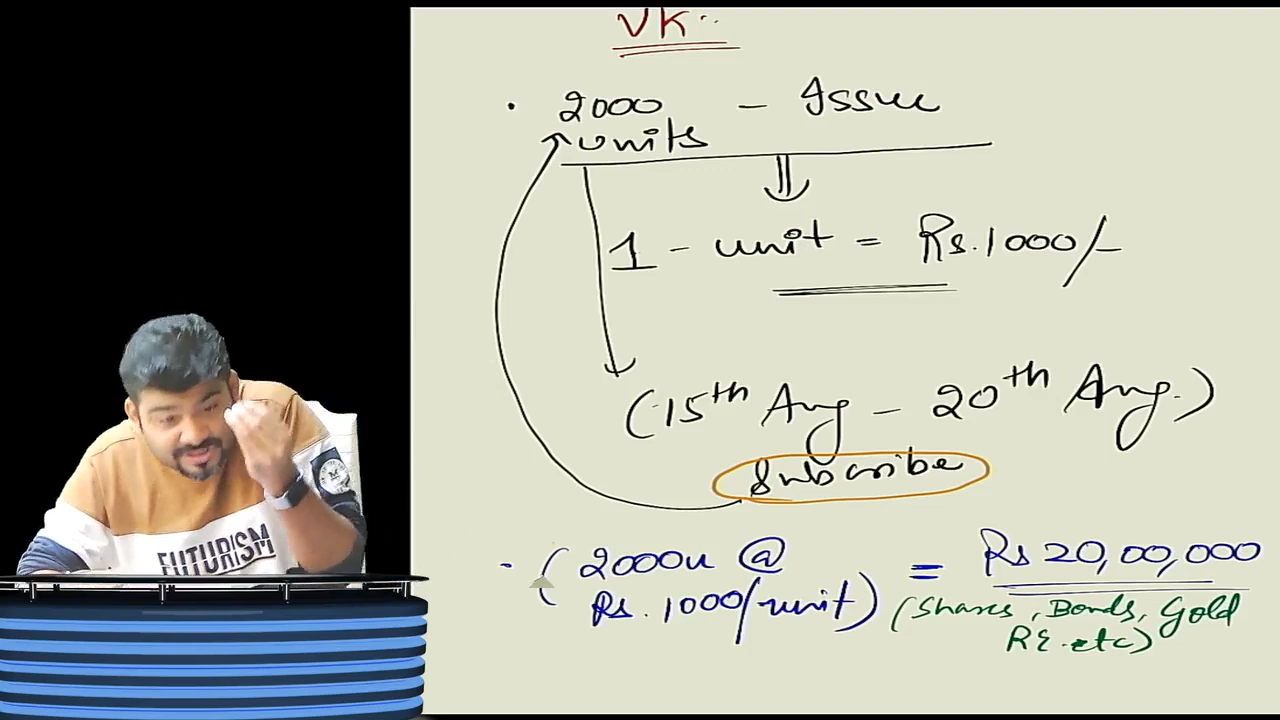 VK
• 2000 - Issue
units
1 - unit = Rs. 1000/-
(15th Aug - 20th Aug.)
Subscribe
• (2000u @ = Rs 20,00,000
Rs. 1000/unit) (Shares, Bonds, Gold
RE. etc)
FUTURISM